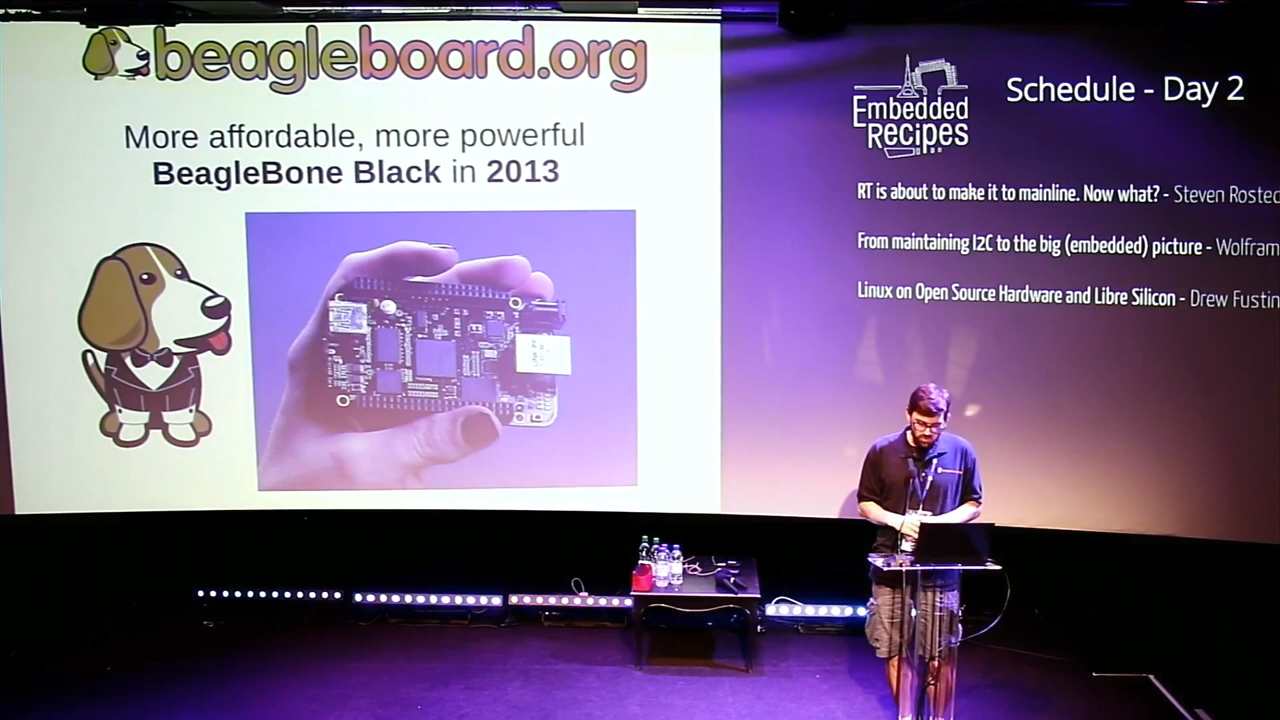 beagleboard.org
More affordable, more powerful
BeagleBone Black in 2013
Embedded
Recipes
Schedule - Day 2
RT is about to make it to mainline. Now what? - Steven Rosted
From maintaining I2C to the big (embedded) picture - Wolfram
Linux on Open Source Hardware and Libre Silicon - Drew Fustin